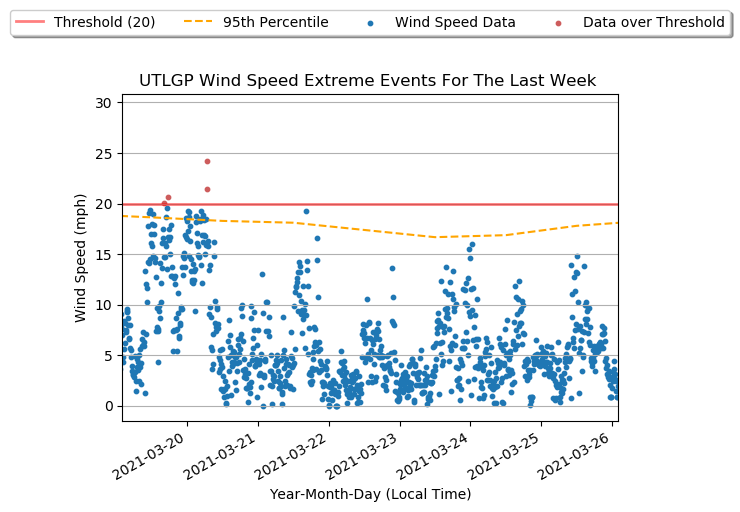 Threshold (20) 95th Percentile Wind Speed Data Data over Threshold
UTLGP Wind Speed Extreme Events For The Last Week
30
25
20
15
10
5
0
Wind Speed (mph)
2021-03-20 2021-03-21 2021-03-22 2021-03-23 2021-03-24 2021-03-25 2021-03-26
Year-Month-Day (Local Time)